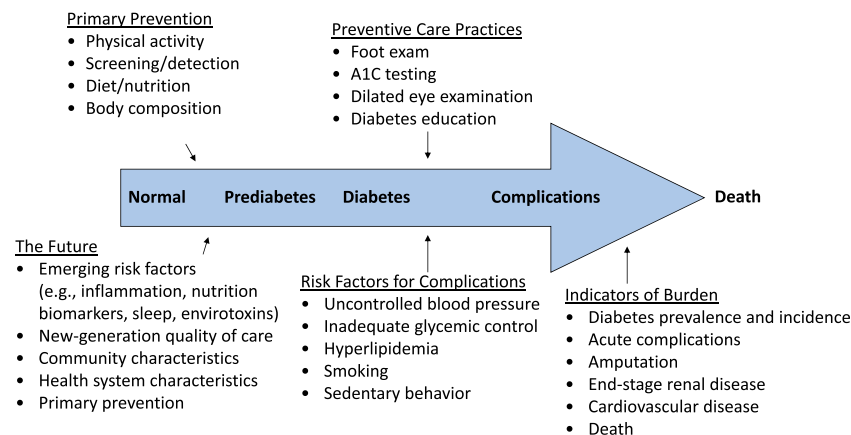 Primary Prevention
• Physical activity
• Screening/detection
• Diet/nutrition
• Body composition
Preventive Care Practices
• Foot exam
• A1C testing
• Dilated eye examination
• Diabetes education
Normal
Prediabetes
Diabetes
Complications
Death
The Future
• Emerging risk factors
(e.g., inflammation, nutrition
biomarkers, sleep, envirotoxins)
• New-generation quality of care
• Community characteristics
• Health system characteristics
• Primary prevention
Risk Factors for Complications
• Uncontrolled blood pressure
• Inadequate glycemic control
• Hyperlipidemia
• Smoking
• Sedentary behavior
Indicators of Burden
• Diabetes prevalence and incidence
• Acute complications
• Amputation
• End-stage renal disease
• Cardiovascular disease
• Death